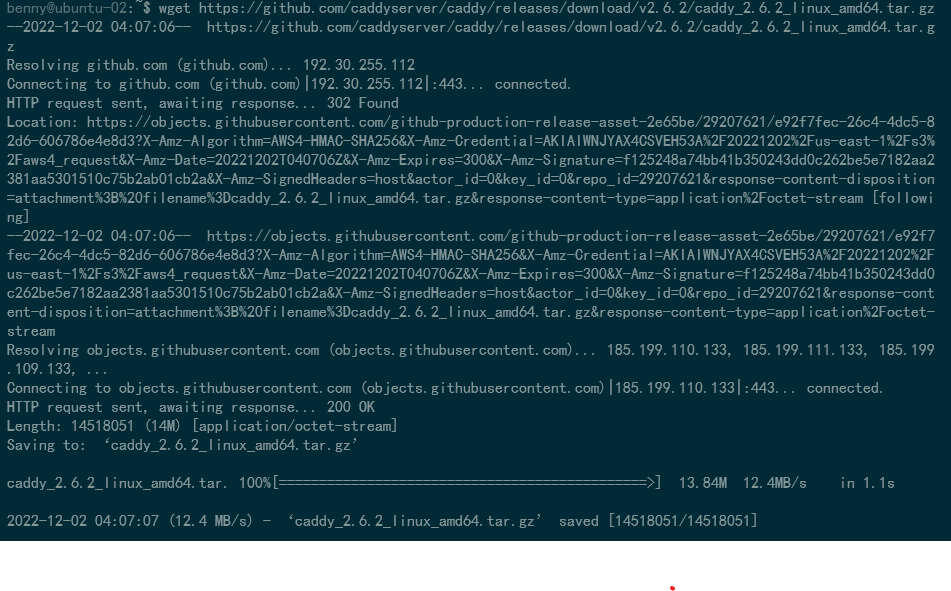 benny@ubuntu-02:~$ wget https://github.com/caddyserver/caddy/releases/download/v2.6.2/caddy_2.6.2_linux_amd64.tar.gz
--2022-12-02 04:07:06--  https://github.com/caddyserver/caddy/releases/download/v2.6.2/caddy_2.6.2_linux_amd64.tar.g
z
Resolving github.com (github.com)... 192.30.255.112
Connecting to github.com (github.com)|192.30.255.112|:443... connected.
HTTP request sent, awaiting response... 302 Found
Location: https://objects.githubusercontent.com/github-production-release-asset-2e65be/29207621/e92f7fec-26c4-4dc5-8
2d6-606786e4e8d3?X-Amz-Algorithm=AWS4-HMAC-SHA256&X-Amz-Credential=AKIAIWNJYAX4CSVEH53A%2F20221202%2Fus-east-1%2Fs3%
2Faws4_request&X-Amz-Date=20221202T040706Z&X-Amz-Expires=300&X-Amz-Signature=f125248a74bb41b350243dd0c262be5e7182aa2
381aa5301510c75b2ab01cb2a&X-Amz-SignedHeaders=host&actor_id=0&key_id=0&repo_id=29207621&response-content-disposition
=attachment%3B%20filename%3Dcaddy_2.6.2_linux_amd64.tar.gz&response-content-type=application%2Foctet-stream [followi
ng]
--2022-12-02 04:07:06--  https://objects.githubusercontent.com/github-production-release-asset-2e65be/29207621/e92f7
fec-26c4-4dc5-82d6-606786e4e8d3?X-Amz-Algorithm=AWS4-HMAC-SHA256&X-Amz-Credential=AKIAIWNJYAX4CSVEH53A%2F20221202%2F
us-east-1%2Fs3%2Faws4_request&X-Amz-Date=20221202T040706Z&X-Amz-Expires=300&X-Amz-Signature=f125248a74bb41b350243dd0
c262be5e7182aa2381aa5301510c75b2ab01cb2a&X-Amz-SignedHeaders=host&actor_id=0&key_id=0&repo_id=29207621&response-cont
ent-disposition=attachment%3B%20filename%3Dcaddy_2.6.2_linux_amd64.tar.gz&response-content-type=application%2Foctet-
stream
Resolving objects.githubusercontent.com (objects.githubusercontent.com)... 185.199.110.133, 185.199.111.133, 185.199
.109.133, ...
Connecting to objects.githubusercontent.com (objects.githubusercontent.com)|185.199.110.133|:443... connected.
HTTP request sent, awaiting response... 200 OK
Length: 14518051 (14M) [application/octet-stream]
Saving to: ‘caddy_2.6.2_linux_amd64.tar.gz’
caddy_2.6.2_linux_amd64.tar. 100%[==============================================>]  13.84M  12.4MB/s    in 1.1s
2022-12-02 04:07:07 (12.4 MB/s) - ‘caddy_2.6.2_linux_amd64.tar.gz’ saved [14518051/14518051]